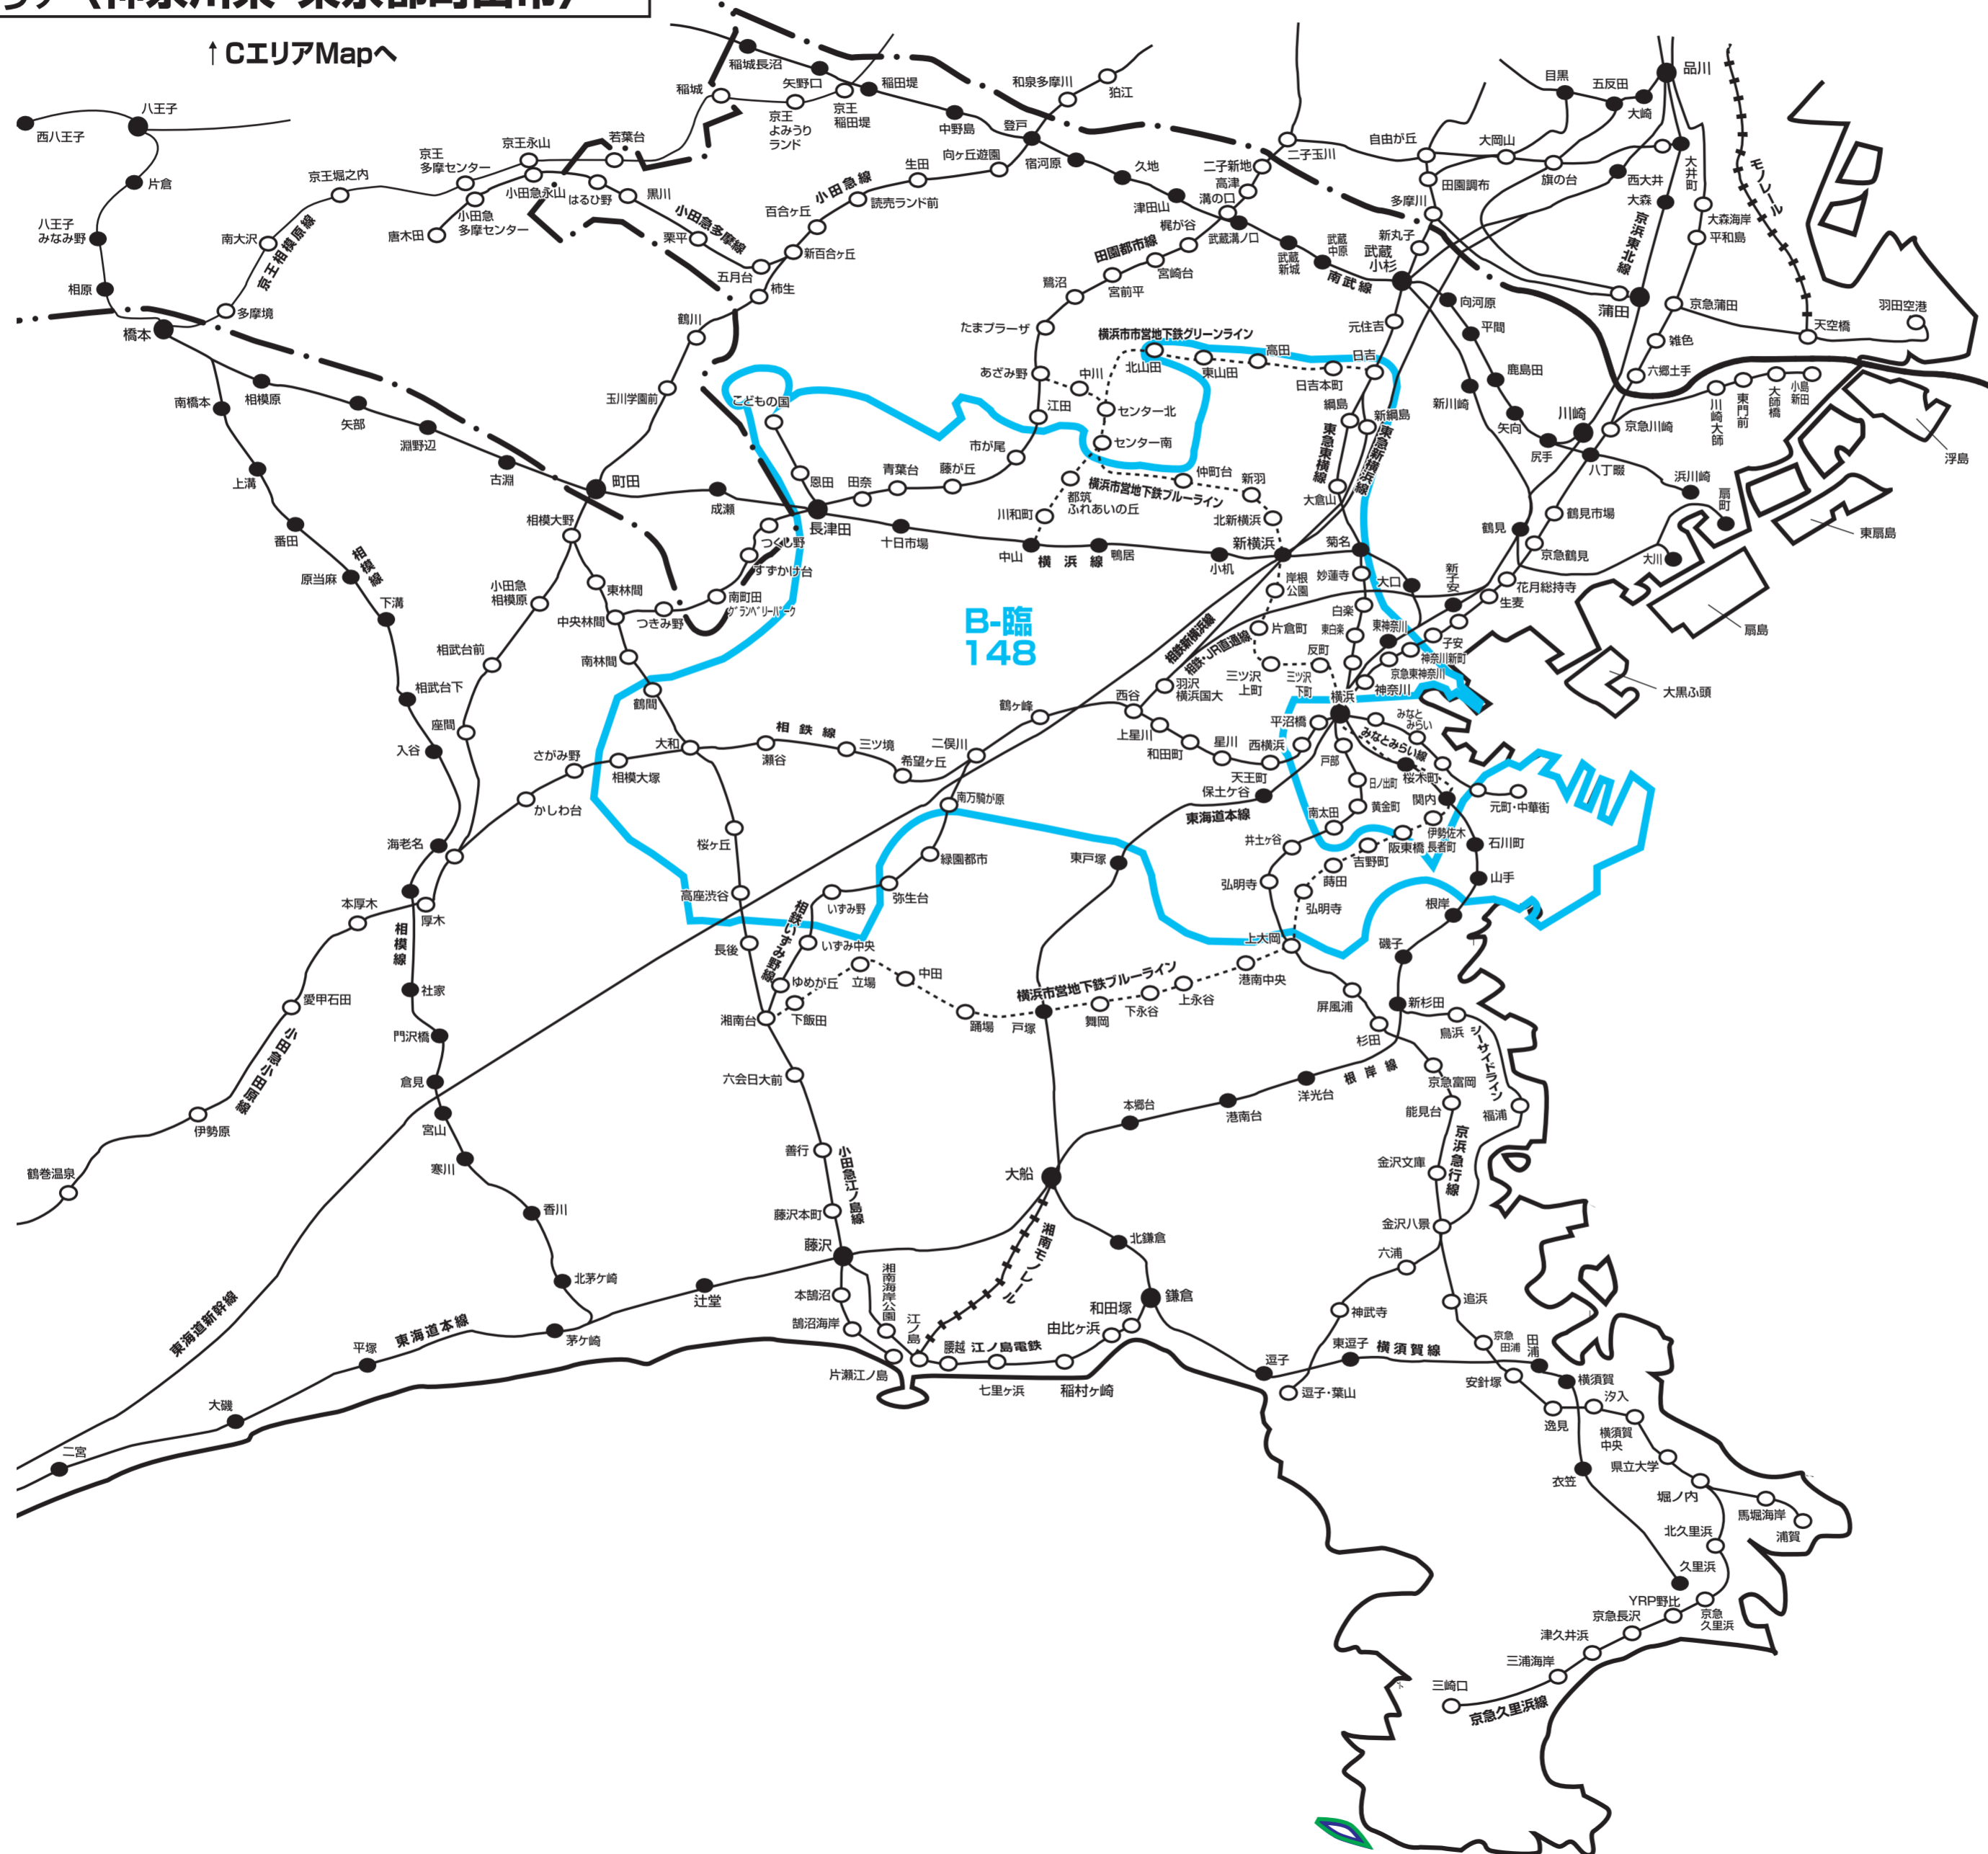 リア（神奈川県・東京都町田市）
↑CエリアMapへ
稲城長沼
矢野口
稲田堤
稲城
京王
よみうり
ランド
京王
稲田堤
中野島
登戸
和泉多摩川
狛江
西八王子
八王子
片倉
八王子
みなみ野
相原
橋本
京王堀之内
京王
多摩センター
京王永山
若葉台
南大沢
京王相模原線
多摩境
唐木田
小田急
多摩センター
小田急永山
はるひ野
黒川
小田急多摩線
栗平
五月台
新百合ヶ丘
百合ヶ丘
小田急線
読売ランド前
生田
向ヶ丘遊園
柿生
鶴川
玉川学園前
宿河原
久地
津田山
武蔵溝ノ口
武蔵
新城
武蔵
中原
南武線
武蔵
小杉
二子玉川
二子新地
高津
溝の口
梶が谷
田園都市線
宮崎台
宮前平
鷺沼
たまプラーザ
あざみ野
江田
市が尾
藤が丘
青葉台
田奈
恩田
こどもの国
長津田
自由が丘
田園調布
多摩川
新丸子
大岡山
旗の台
目黒
五反田
大崎
品川
大井町
西大井
大森
京浜東北線
大森海岸
平和島
モノレール
蒲田
京急蒲田
雑色
六郷土手
天空橋
羽田空港
向河原
平間
鹿島田
矢向
尻手
川崎
新川崎
元住吉
日吉
日吉本町
高田
東山田
北山田
横浜市市営地下鉄グリーンライン
中川
センター北
センター南
都筑
ふれあいの丘
川和町
横浜市営地下鉄ブルーライン
仲町台
新羽
北新横浜
新横浜
綱島
新綱島
東急東横線
東急新横浜線
大倉山
菊名
京急川崎
八丁畷
川崎大師
東門前
大師橋
小島
新田
浜川崎
扇町
浮島
東扇島
扇島
大黒ふ頭
大川
鶴見
鶴見市場
京急鶴見
花月総持寺
生麦
新子安
子安
神奈川新町
京急東神奈川
神奈川
大口
東神奈川
妙蓮寺
白楽
東白楽
反町
岸根
公園
片倉町
三ツ沢
上町
三ツ沢
下町
横浜
南橋本
相模原
矢部
淵野辺
古淵
町田
成瀬
十日市場
中山
横浜線
鴨居
小机
上溝
番田
原当麻
相模線
下溝
相武台下
入谷
海老名
相模大野
小田急
相模原
相武台前
座間
東林間
中央林間
南林間
鶴間
つくし野
すずかけ台
南町田
グランベリーパーク
つきみ野
B-臨
148
相鉄新横浜線
相鉄・JR直通線
羽沢
横浜国大
西谷
鶴ヶ峰
二俣川
希望ヶ丘
三ツ境
瀬谷
相鉄線
大和
相模大塚
さがみ野
かしわ台
上星川
和田町
星川
天王町
西横浜
平沼橋
保土ケ谷
東海道本線
戸部
日ノ出町
黄金町
南太田
井土ヶ谷
弘明寺
みなと
みらい
みなとみらい線
桜木町
関内
元町・中華街
伊勢佐木
長者町
阪東橋
吉野町
蒔田
弘明寺
石川町
山手
根岸
磯子
南万騎が原
緑園都市
弥生台
いずみ野
いずみ中央
相鉄いずみ野線
ゆめが丘
東戸塚
桜ヶ丘
高座渋谷
長後
湘南台
下飯田
立場
中田
踊場
戸塚
横浜市営地下鉄ブルーライン
舞岡
下永谷
上永谷
港南中央
上大岡
屏風浦
杉田
新杉田
鳥浜
シーサイドライン
京急富岡
能見台
福浦
本厚木
厚木
相模線
愛甲石田
社家
門沢橋
倉見
小田急小田原線
伊勢原
鶴巻温泉
宮山
寒川
香川
北茅ケ崎
茅ケ崎
六会日大前
善行
小田急江ノ島線
藤沢本町
藤沢
大船
本郷台
港南台
洋光台
根岸線
京浜急行線
金沢文庫
金沢八景
六浦
神武寺
追浜
北鎌倉
鎌倉
湘南モノレール
湘南海岸公園
本鵠沼
鵠沼海岸
江ノ島
片瀬江ノ島
腰越
江ノ島電鉄
七里ヶ浜
稲村ヶ崎
由比ヶ浜
和田塚
辻堂
東海道本線
平塚
東海道新幹線
大磯
二宮
逗子
逗子・葉山
東逗子
横須賀線
京急
田浦
田浦
安針塚
横須賀
汐入
逸見
横須賀
中央
県立大学
堀ノ内
衣笠
馬堀海岸
浦賀
北久里浜
久里浜
京急
久里浜
YRP野比
京急長沢
津久井浜
三浦海岸
三崎口
京急久里浜線